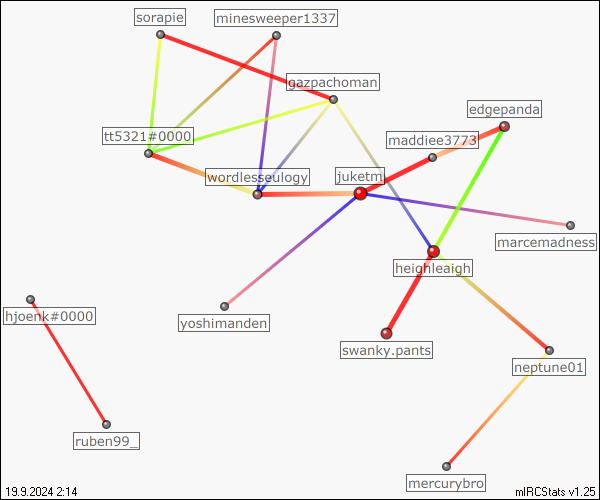 sorapie
minesweeper1337
gazpachoman
edgepanda
tt5321#0000
maddiee3773
wordlesseulogy
juketm
marcemadness
heighleaigh
hjoenk#0000
yoshimanden
swanky.pants
neptune01
ruben99_
mercurybro
19.9.2024 2:14
mIRCStats v1.25